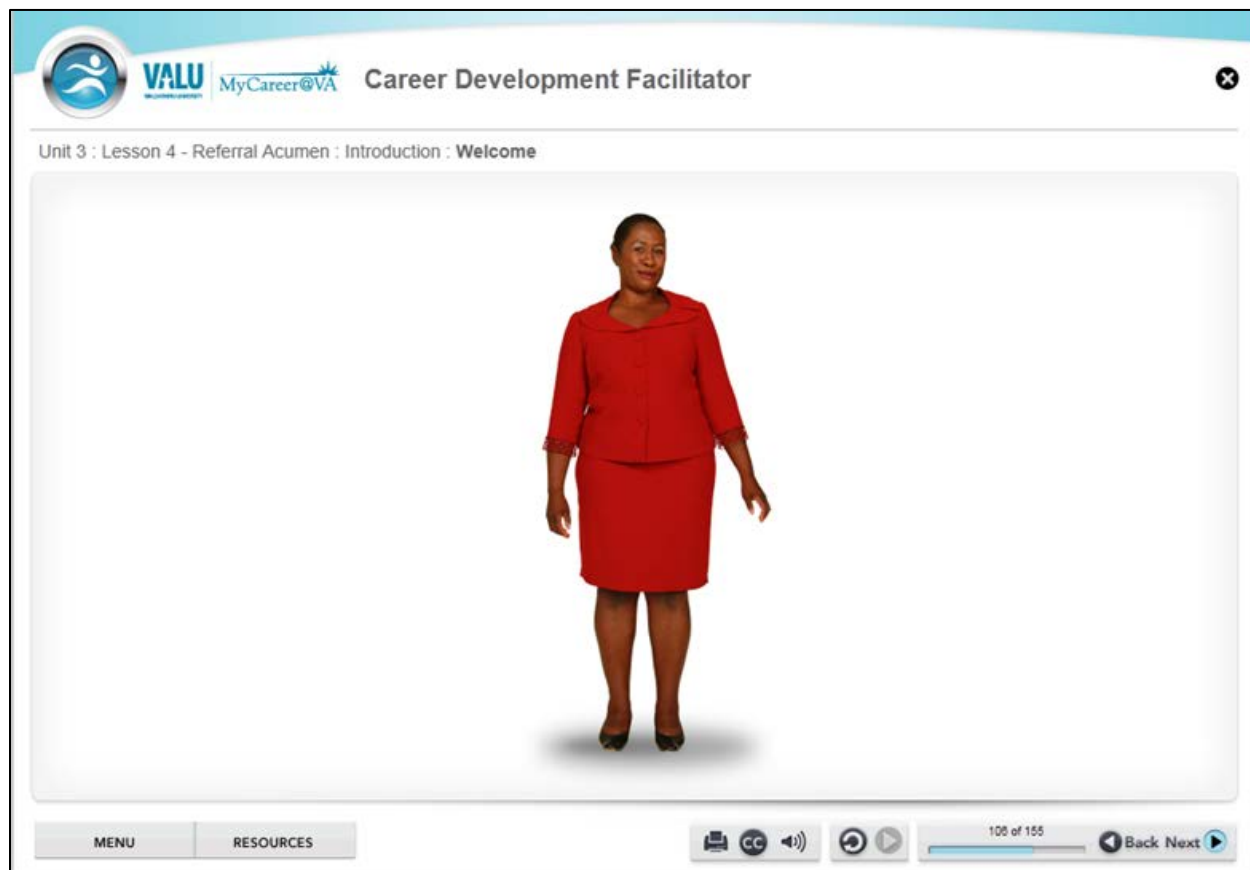 VALU MyCareer@VA Career Development Facilitator
Unit 3 : Lesson 4 - Referral Acumen : Introduction : Welcome
MENU RESOURCES CC 106 of 155 Back Next